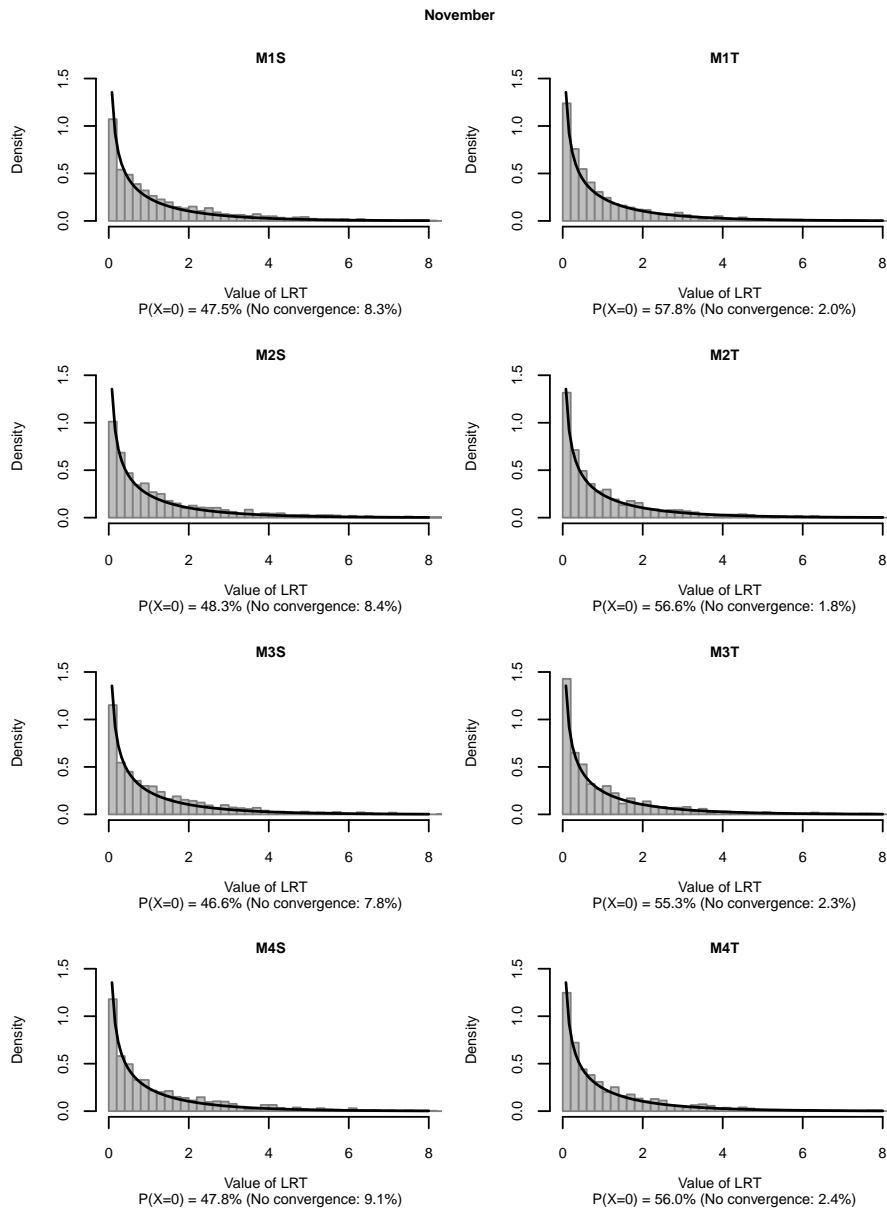 November
M1S
1.5
1.0
0.5
0.0
Density
0 2 4 6 8
Value of LRT
P(X=0) = 47.5% (No convergence: 8.3%)
M1T
1.5
1.0
0.5
0.0
Density
0 2 4 6 8
Value of LRT
P(X=0) = 57.8% (No convergence: 2.0%)
M2S
1.5
1.0
0.5
0.0
Density
0 2 4 6 8
Value of LRT
P(X=0) = 48.3% (No convergence: 8.4%)
M2T
1.5
1.0
0.5
0.0
Density
0 2 4 6 8
Value of LRT
P(X=0) = 56.6% (No convergence: 1.8%)
M3S
1.5
1.0
0.5
0.0
Density
0 2 4 6 8
Value of LRT
P(X=0) = 46.6% (No convergence: 7.8%)
M3T
1.5
1.0
0.5
0.0
Density
0 2 4 6 8
Value of LRT
P(X=0) = 55.3% (No convergence: 2.3%)
M4S
1.5
1.0
0.5
0.0
Density
0 2 4 6 8
Value of LRT
P(X=0) = 47.8% (No convergence: 9.1%)
M4T
1.5
1.0
0.5
0.0
Density
0 2 4 6 8
Value of LRT
P(X=0) = 56.0% (No convergence: 2.4%)